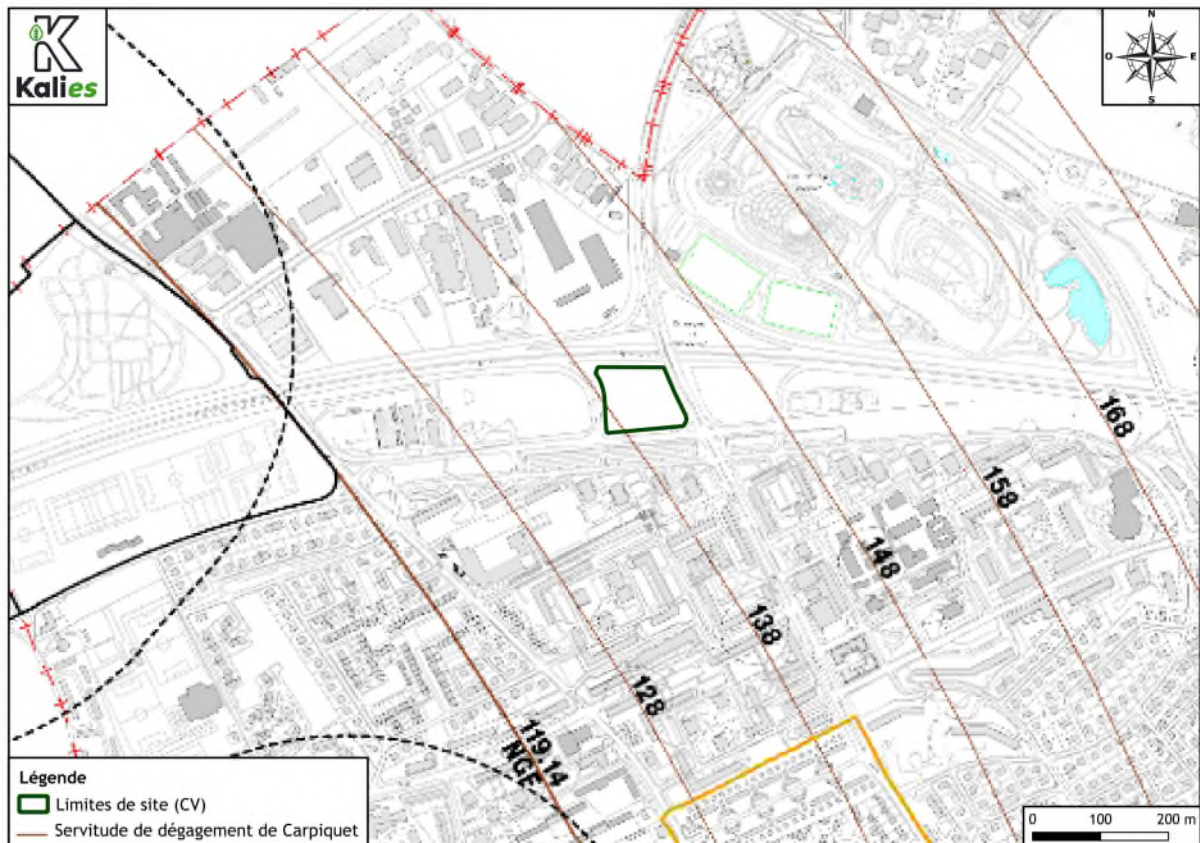 Kalies
N
O
E
S
168
158
148
138
128
119,14
NGF
Légende
Limites de site (CV)
Servitude de dégagement de Carpiquet
0 100 200 m